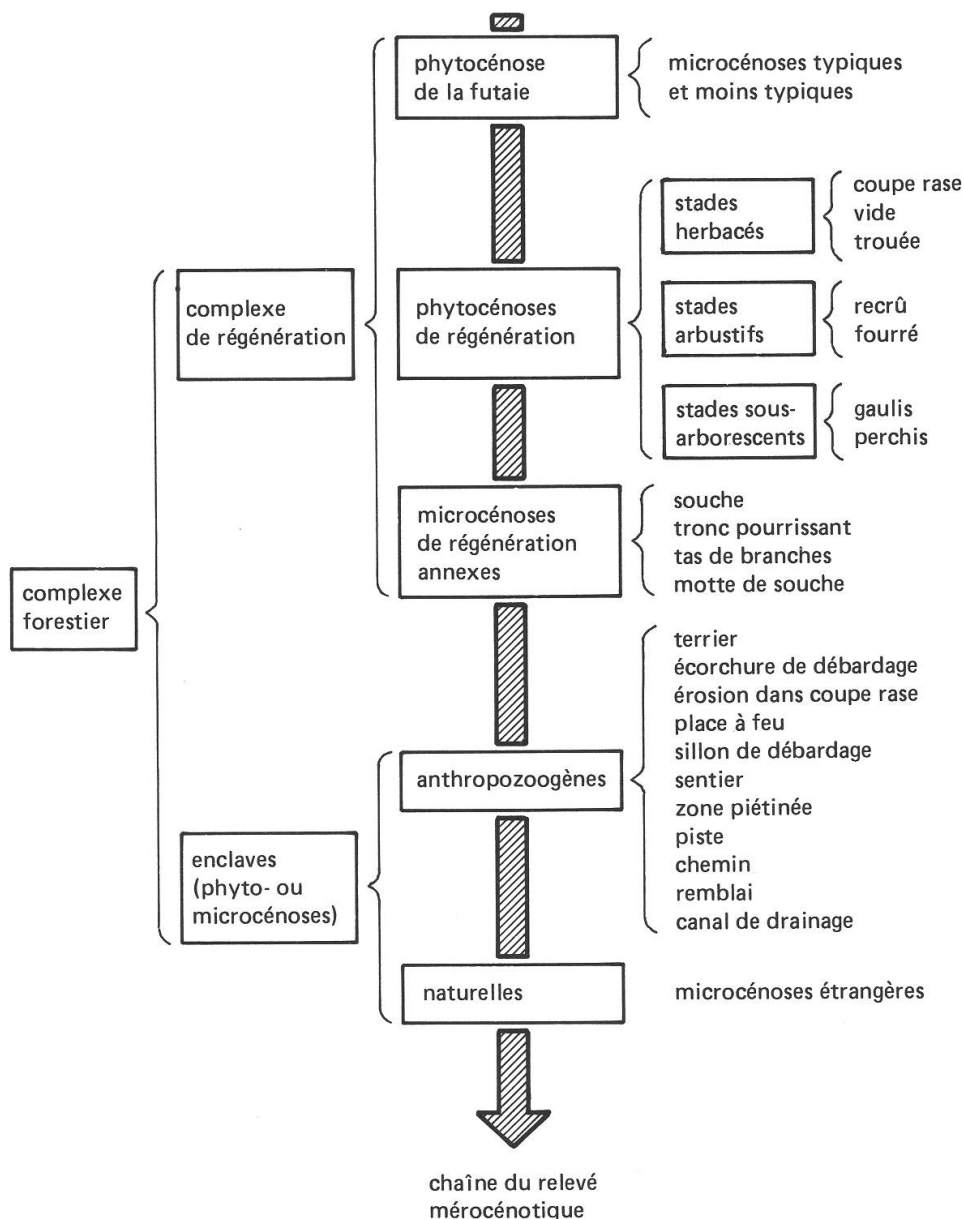 phytocénose
de la futaie
microcénoses typiques
et moins typiques
stades
herbacés
coupe rase
vide
trouée
complexe
de régénération
phytocénoses
de régénération
stades
arbustifs
recrû
fourré
stades sous-
arborescents
gaulis
perchis
microcénoses
de régénération
annexes
souche
tronc pourrissant
tas de branches
motte de souche
complexe
forestier
terrier
écorchure de débardage
érosion dans coupe rase
place à feu
sillon de débardage
sentier
zone piétinée
piste
chemin
remblai
canal de drainage
anthropozoogènes
enclaves
(phyto- ou
microcénoses)
naturelles
microcénoses étrangères
chaîne du relevé
mérocénotique